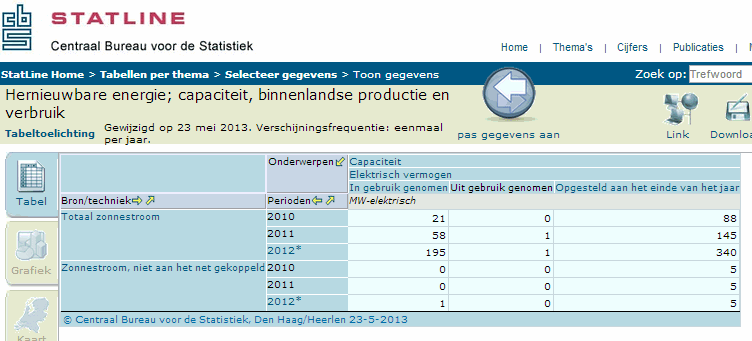 cbs
STATLINE
Centraal Bureau voor de Statistiek
Home | Thema's | Cijfers | Publicaties |
StatLine Home > Tabellen per thema > Selecteer gegevens > Toon gegevens
Zoek op: Trefwoord
Hernieuwbare energie; capaciteit, binnenlandse productie en
verbruik
Tabeltoelichting Gewijzigd op 23 mei 2013. Verschijningsfrequentie: eenmaal
per jaar.
pas gegevens aan
Link
Downloa
Tabel
Grafiek
Kaart
Onderwerpen Capaciteit
Elektrisch vermogen
In gebruik genomen Uit gebruik genomen Opgesteld aan het einde van het jaar
Bron/techniek Perioden MW-elektrisch
Totaal zonnestroom 2010 21 0 88
2011 58 1 145
2012* 195 1 340
Zonnestroom, niet aan het net gekoppeld 2010 0 0 5
2011 0 0 5
2012* 1 0 5
© Centraal Bureau voor de Statistiek, Den Haag/Heerlen 23-5-2013